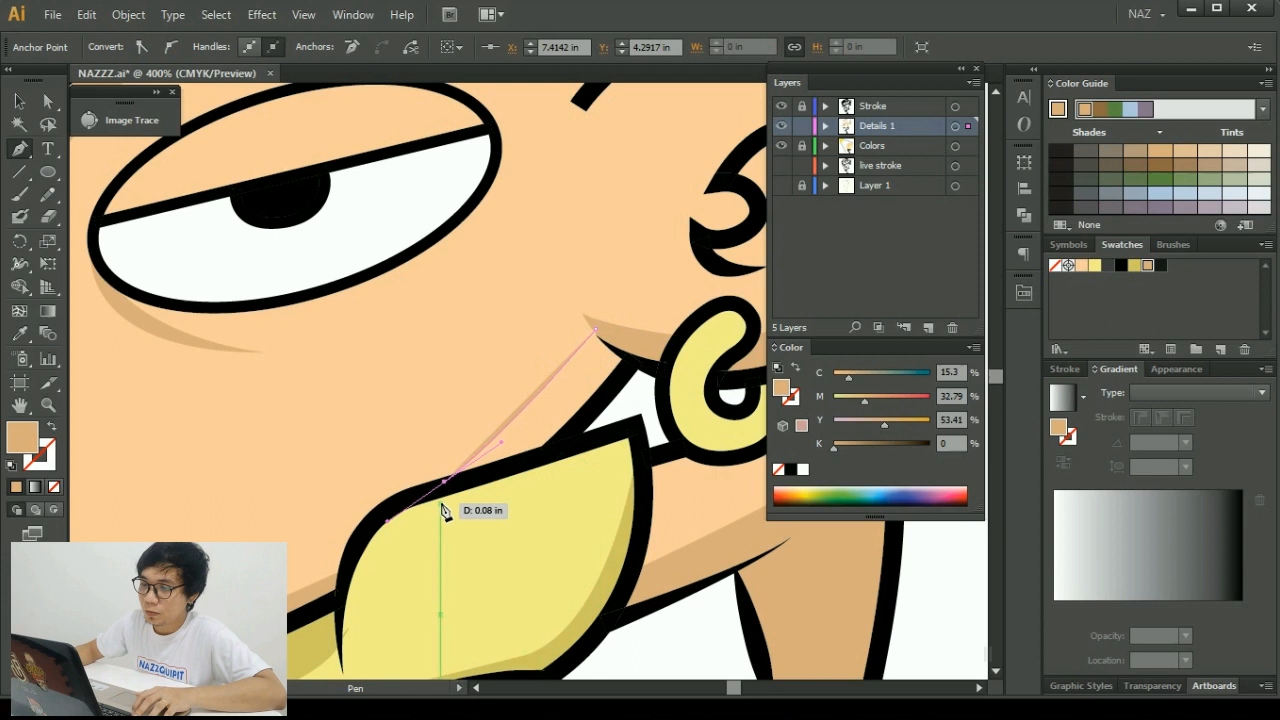 Ai File Edit Object Type Select Effect View Window Help Br NAZ
Anchor Point Convert: Handles: Anchors: X: 7.4142 in Y: 4.2917 in W: 0 in H: 0 in
NAZZZ.ai* @ 400% (CMYK/Preview)
Image Trace
Layers
Stroke
Details 1
Colors
live stroke
Layer 1
5 Layers
Color
C 15.3 %
M 32.79 %
Y 53.41 %
K 0 %
Color Guide
Shades Tints
None
Symbols Swatches Brushes
Stroke Gradient Appearance
Type:
Stroke:
Opacity:
Location:
Graphic Styles Transparency Artboards
D: 0.08 in
Pen
NAZZQUIPIT